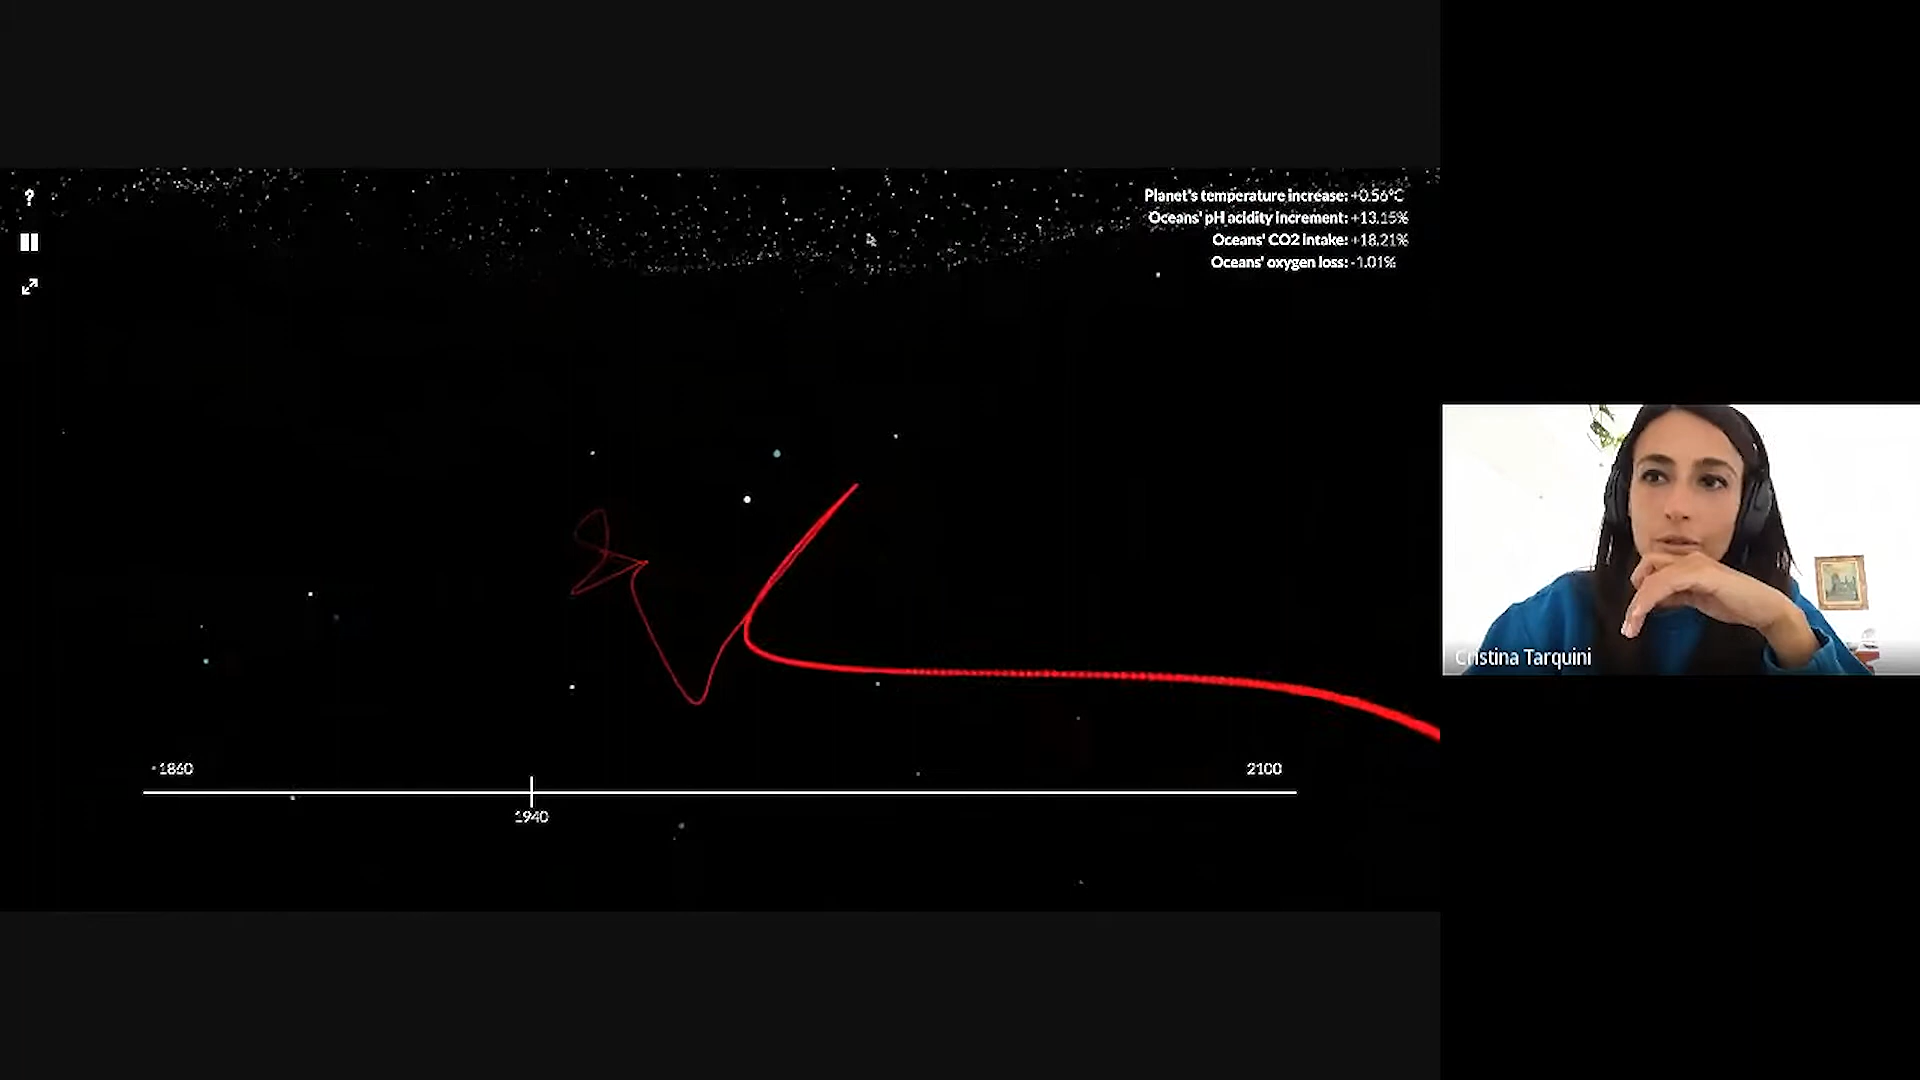 ?
Planet's temperature increase: +0.56°C
Oceans' pH acidity increment: +13.15%
Oceans' CO2 intake: +18.21%
Oceans' oxygen loss: -1.01%
Cristina Tarquini
1860
2100
1940